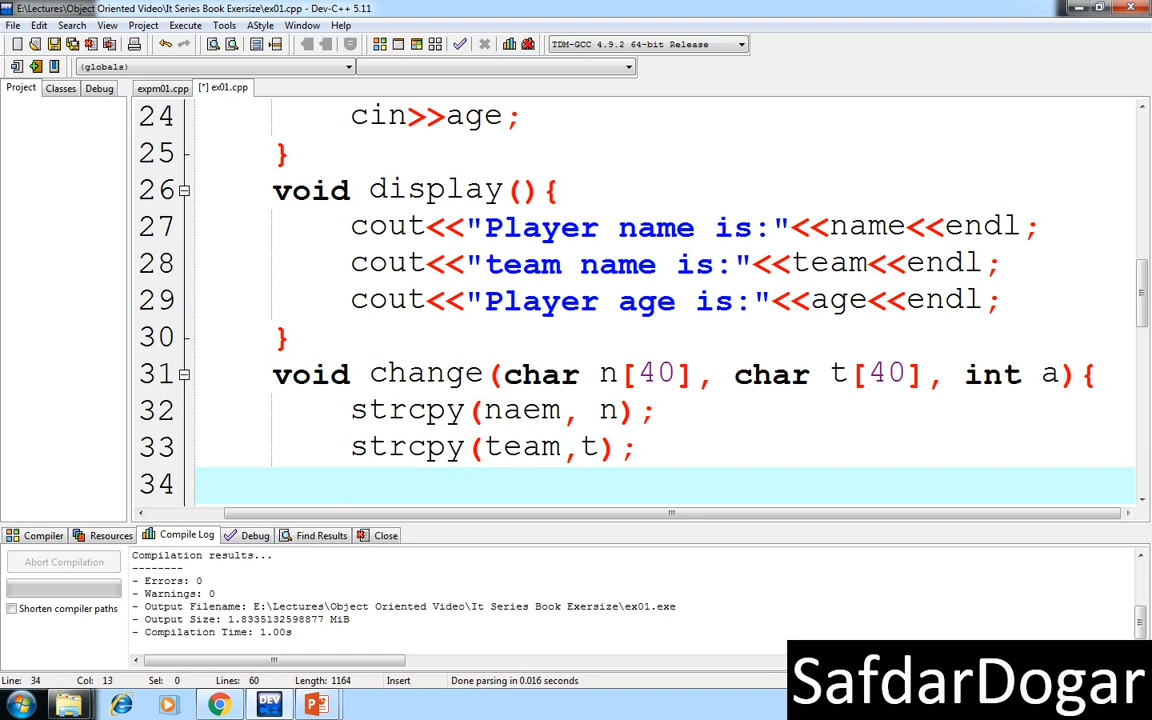 E:\Lectures\Object Oriented Video\It Series Book Exersize\ex01.cpp - Dev-C++ 5.11
File Edit Search View Project Execute Tools AStyle Window Help
TDM-GCC 4.9.2 64-bit Release
(globals)
Project Classes Debug expm01.cpp [*] ex01.cpp
24 cin>>age;
25 }
26 void display(){
27 cout<<"Player name is:"<<name<<endl;
28 cout<<"team name is:"<<team<<endl;
29 cout<<"Player age is:"<<age<<endl;
30 }
31 void change(char n[40], char t[40], int a){
32 strcpy(naem, n);
33 strcpy(team,t);
34
Compiler Resources Compile Log Debug Find Results Close
Abort Compilation
Shorten compiler paths
Compilation results...
--------
- Errors: 0
- Warnings: 0
- Output Filename: E:\Lectures\Object Oriented Video\It Series Book Exersize\ex01.exe
- Output Size: 1.8335132598877 MiB
- Compilation Time: 1.00s
Line: 34 Col: 13 Sel: 0 Lines: 60 Length: 1164 Insert Done parsing in 0.016 seconds
DEV
SafdarDogar